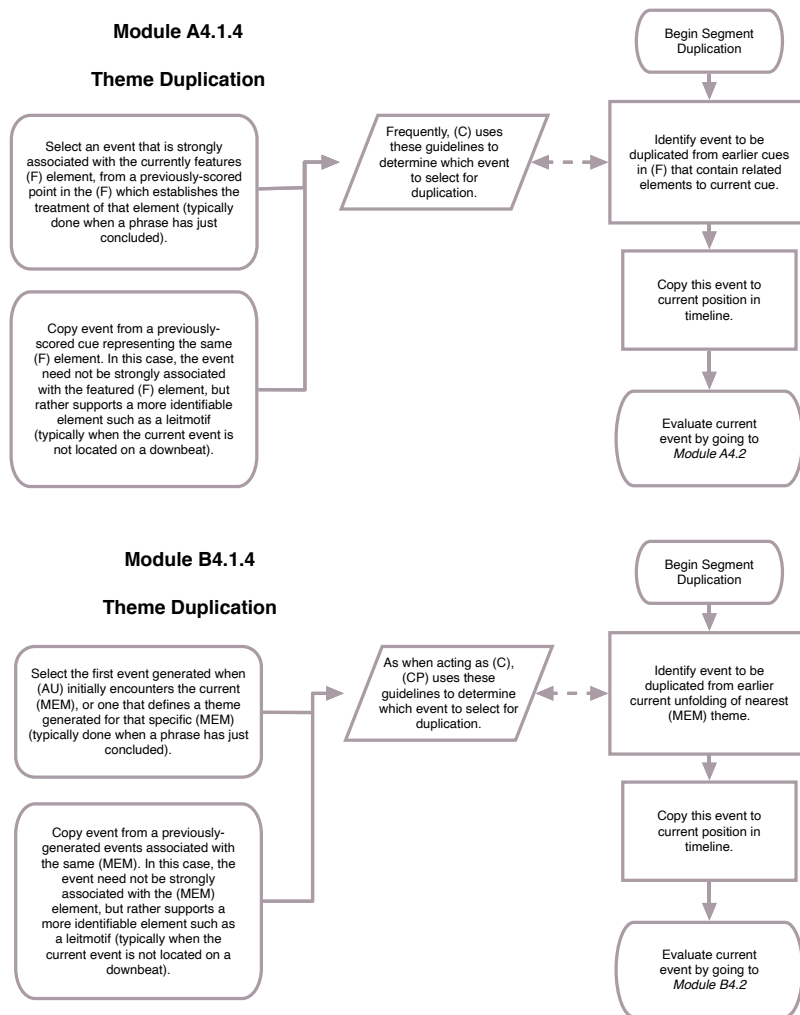 Module A4.1.4
Theme Duplication
Select an event that is strongly
associated with the currently features
(F) element, from a previously-scored
point in the (F) which establishes the
treatment of that element (typically
done when a phrase has just
concluded).
Copy event from a previously-
scored cue representing the same
(F) element. In this case, the event
need not be strongly associated
with the featured (F) element, but
rather supports a more identifiable
element such as a leitmotif
(typically when the current event is
not located on a downbeat).
Frequently, (C) uses
these guidelines to
determine which event
to select for
duplication.
Begin Segment
Duplication
Identify event to be
duplicated from earlier cues
in (F) that contain related
elements to current cue.
Copy this event to
current position in
timeline.
Evaluate current
event by going to
Module A4.2
Module B4.1.4
Theme Duplication
Select the first event generated when
(AU) initially encounters the current
(MEM), or one that defines a theme
generated for that specific (MEM)
(typically done when a phrase has just
concluded).
Copy event from a previously-
generated events associated with
the same (MEM). In this case, the
event need not be strongly
associated with the (MEM)
element, but rather supports a
more identifiable element such as
a leitmotif (typically when the
current event is not located on a
downbeat).
As when acting as (C),
(CP) uses these
guidelines to determine
which event to select for
duplication.
Begin Segment
Duplication
Identify event to be
duplicated from earlier
current unfolding of nearest
(MEM) theme.
Copy this event to
current position in
timeline.
Evaluate current
event by going to
Module B4.2